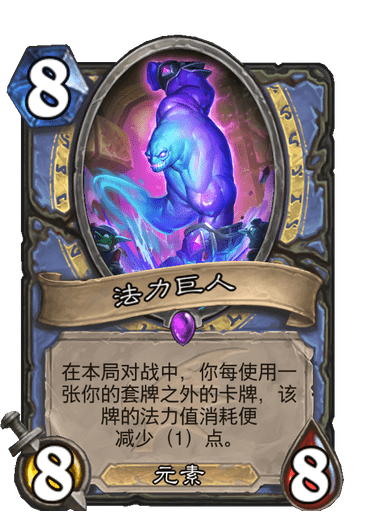 8
法力巨人
在本局对战中，你每使用一
张你的套牌之外的卡牌，该
牌的法力值消耗便
减少（1）点。
8
元素
8